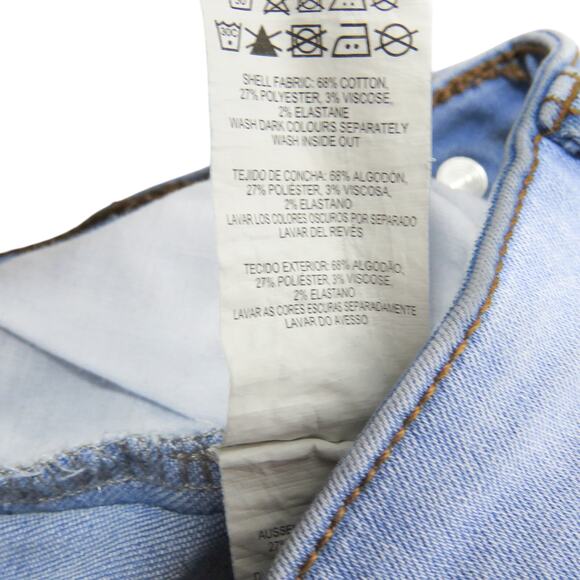 30C
SHELL FABRIC: 68% COTTON,
27% POLYESTER, 3% VISCOSE,
2% ELASTANE
WASH DARK COLOURS SEPARATELY
WASH INSIDE OUT
TEJIDO DE CONCHA: 68% ALGODÓN,
27% POLIÉSTER, 3% VISCOSA,
2% ELASTANO
LAVAR LOS COLORES OSCUROS POR SEPARADO
LAVAR DEL REVÉS
TECIDO EXTERIOR: 68% ALGODÃO,
27% POLIÉSTER, 3% VISCOSE,
2% ELASTANO
LAVAR AS CORES ESCURAS SEPARADAMENTE
LAVAR DO AVESSO